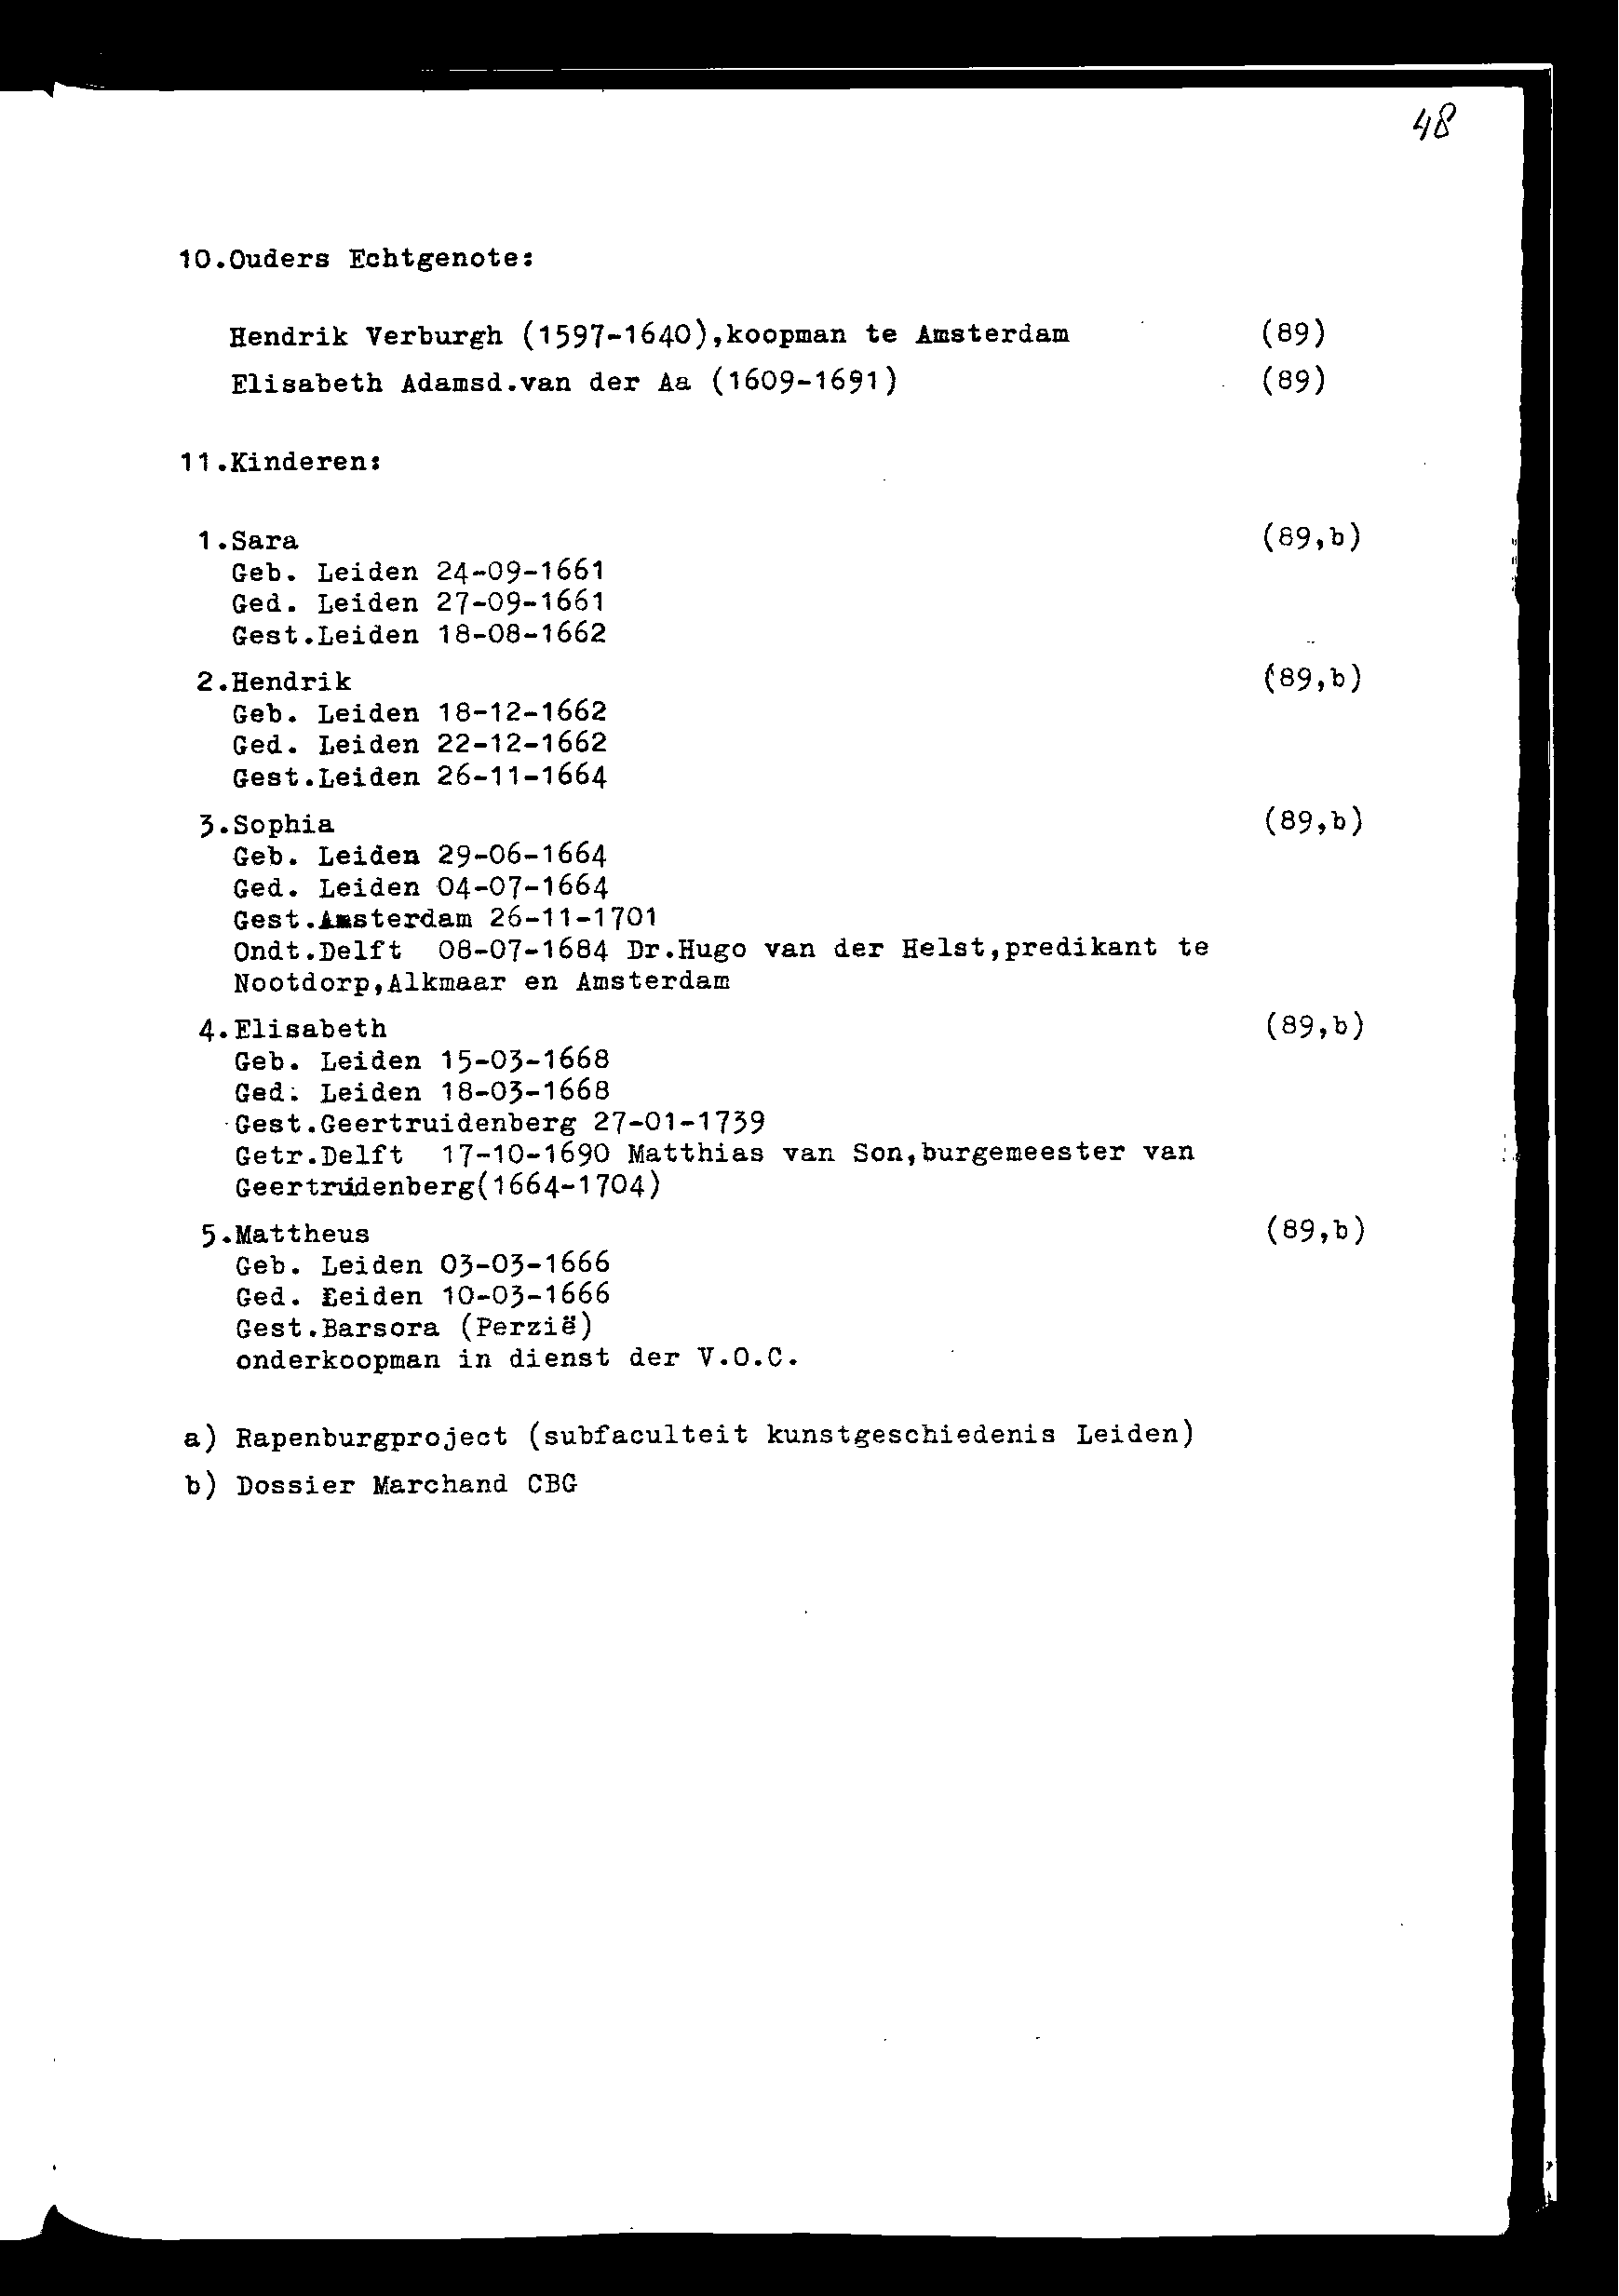 48
10.Ouders Echtgenote:
Hendrik Verburgh (1597-1640),koopman te Amsterdam (89)
Elisabeth Adamsd.van der Aa (1609-1691) (89)
11.Kinderen:
1.Sara (89,b)
Geb. Leiden 24-09-1661
Ged. Leiden 27-09-1661
Gest.Leiden 18-08-1662
2.Hendrik (89,b)
Geb. Leiden 18-12-1662
Ged. Leiden 22-12-1662
Gest.Leiden 26-11-1664
3.Sophia (89,b)
Geb. Leiden 29-06-1664
Ged. Leiden 04-07-1664
Gest.Amsterdam 26-11-1701
Ondt.Delft 08-07-1684 Dr.Hugo van der Helst,predikant te
Nootdorp,Alkmaar en Amsterdam
4.Elisabeth (89,b)
Geb. Leiden 15-03-1668
Ged. Leiden 18-03-1668
Gest.Geertruidenberg 27-01-1739
Getr.Delft 17-10-1690 Matthias van Son,burgemeester van
Geertruidenberg(1664-1704)
5.Mattheus (89,b)
Geb. Leiden 03-03-1666
Ged. Leiden 10-03-1666
Gest.Barsora (Perzië)
onderkoopman in dienst der V.O.C.
a) Rapenburgproject (subfaculteit kunstgeschiedenis Leiden)
b) Dossier Marchand CBG